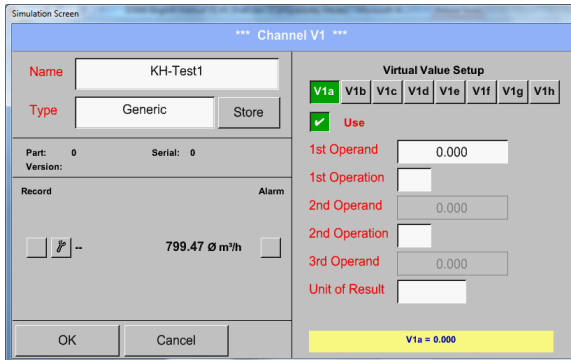 Simulation Screen
*** Channel V1 ***
Name KH-Test1
Type Generic Store
Part: 0 Serial: 0
Version:
Record Alarm
-- 799.47 Ø m³/h
OK Cancel
Virtual Value Setup
V1a V1b V1c V1d V1e V1f V1g V1h
Use
1st Operand 0.000
1st Operation
2nd Operand 0.000
2nd Operation
3rd Operand 0.000
Unit of Result
V1a = 0.000